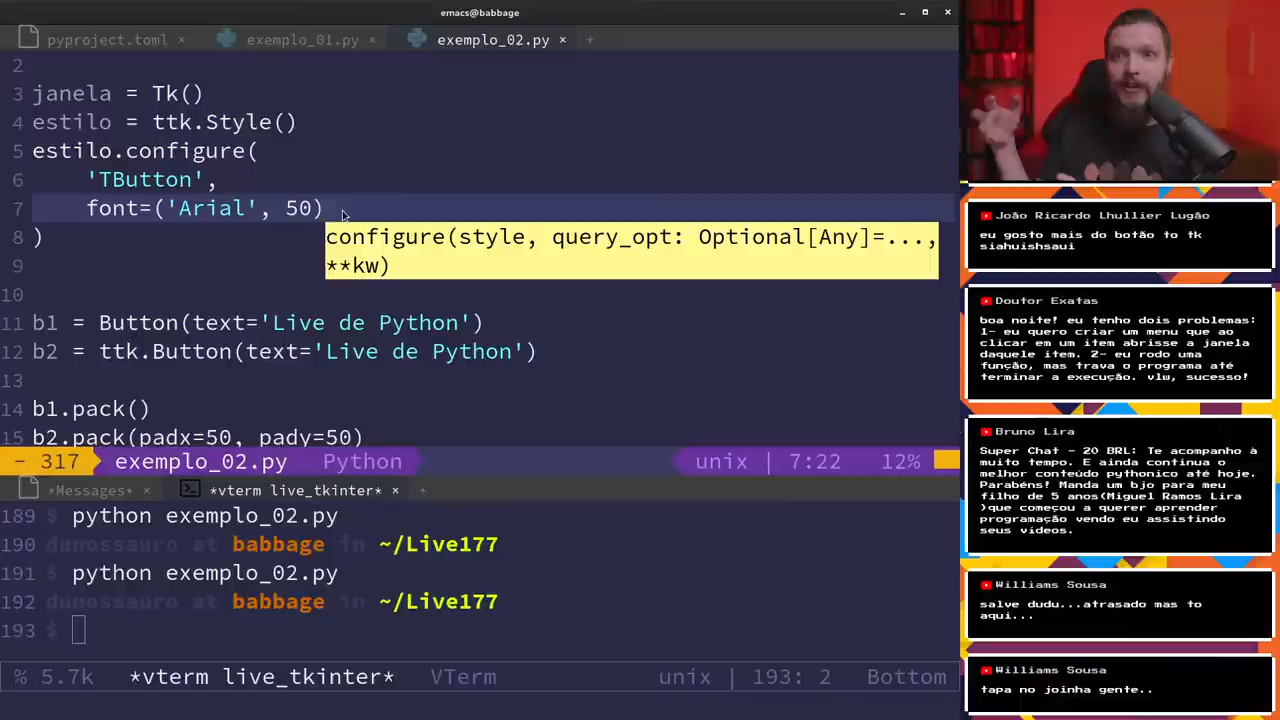 emacs@babbage
pyproject.toml × exemplo_01.py × exemplo_02.py × +
2
3 janela = Tk()
4 estilo = ttk.Style()
5 estilo.configure(
6 'TButton',
7 font=('Arial', 50)
8 )
configure(style, query_opt: Optional[Any]=...,
**kw)
9
10
11 b1 = Button(text='Live de Python')
12 b2 = ttk.Button(text='Live de Python')
13
14 b1.pack()
15 b2.pack(padx=50, pady=50)
- 317 exemplo_02.py Python unix | 7:22 12%
*Messages* × *vterm live_tkinter* × +
189 $ python exemplo_02.py
190 dunossauro at babbage in ~/Live177
191 $ python exemplo_02.py
192 dunossauro at babbage in ~/Live177
193 $
% 5.7k *vterm live_tkinter* VTerm unix | 193: 2 Bottom
João Ricardo Lhullier Lugão
eu gosto mais do botão to tk
siahuishsaui
Doutor Exatas
boa noite! eu tenho dois problemas:
1- eu quero criar um menu que ao
clicar em um item abrisse a janela
daquele item. 2- eu rodo uma
função, mas trava o programa até
terminar a execução. vlw, sucesso!
Bruno Lira
Super Chat - 20 BRL: Te acompanho à
muito tempo. E ainda continua o
melhor conteúdo pythonico até hoje.
Parabéns! Manda um bjo para meu
filho de 5 anos(Miguel Ramos Lira
)que começou a querer aprender
programação vendo eu assistindo
seus vídeos.
Williams Sousa
salve dudu...atrasado mas to
aqui...
Williams Sousa
tapa no joinha gente..